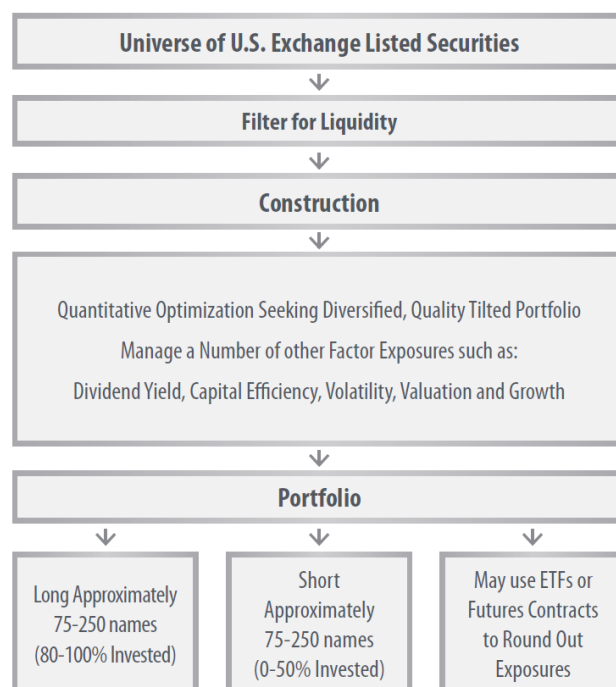 Universe of U.S. Exchange Listed Securities
Filter for Liquidity
Construction
Quantitative Optimization Seeking Diversified, Quality Tilted Portfolio
Manage a Number of other Factor Exposures such as:
Dividend Yield, Capital Efficiency, Volatility, Valuation and Growth
Portfolio
Long Approximately
75-250 names
(80-100% Invested)
Short
Approximately
75-250 names
(0-50% Invested)
May use ETFs or
Futures Contracts
to Round Out
Exposures